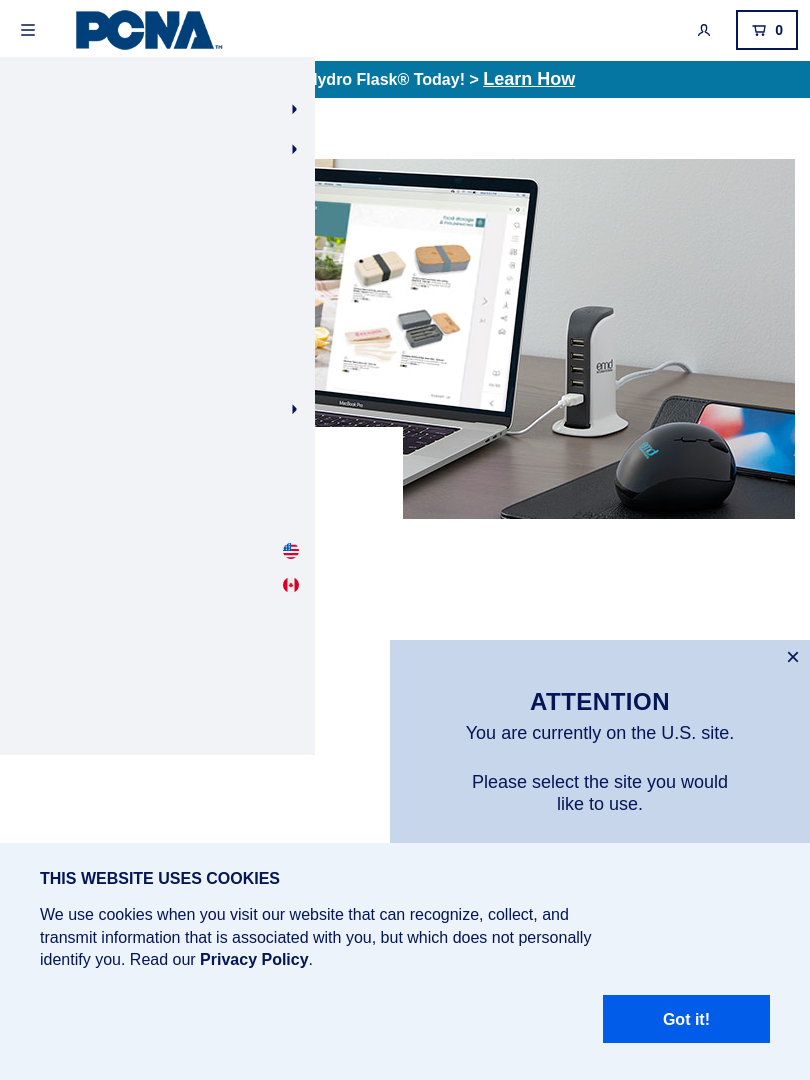 PCNA™
0
Hydro Flask® Today! > Learn How
MacBook Pro
emd
ATTENTION
You are currently on the U.S. site.
Please select the site you would
like to use.
THIS WEBSITE USES COOKIES
We use cookies when you visit our website that can recognize, collect, and
transmit information that is associated with you, but which does not personally
identify you. Read our Privacy Policy.
Got it!